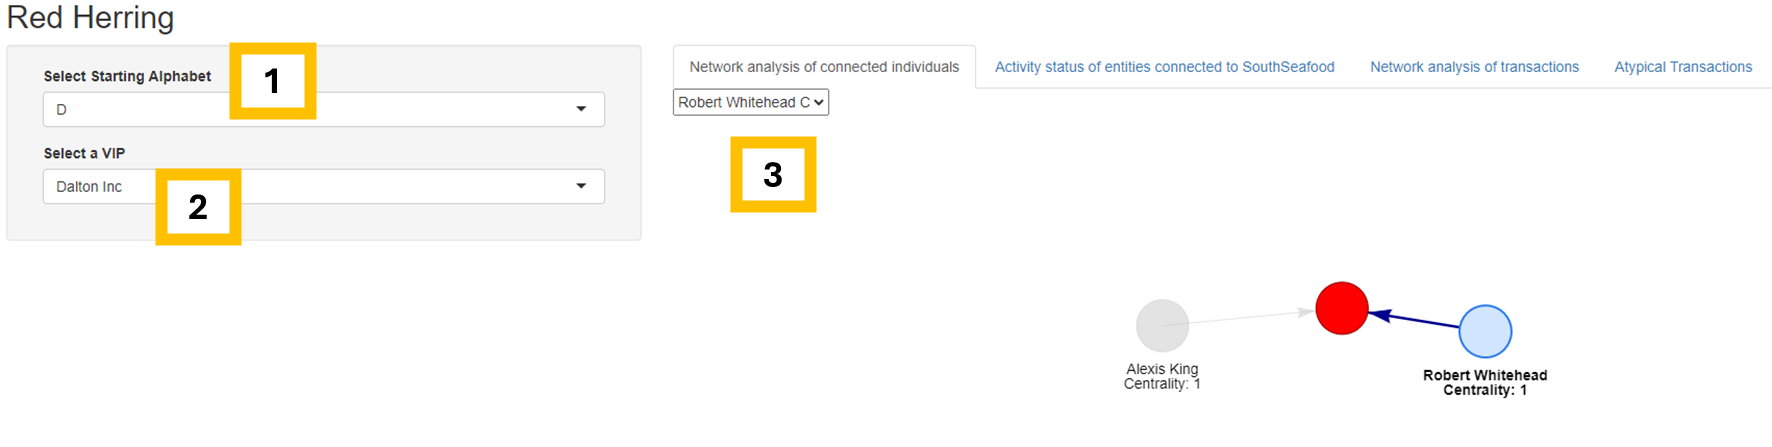 Red Herring
Select Starting Alphabet
1
D
Select a VIP
Dalton Inc
2
Network analysis of connected individuals
Activity status of entities connected to SouthSeafood
Network analysis of transactions
Atypical Transactions
Robert Whitehead C
3
Alexis King
Centrality: 1
Robert Whitehead
Centrality: 1